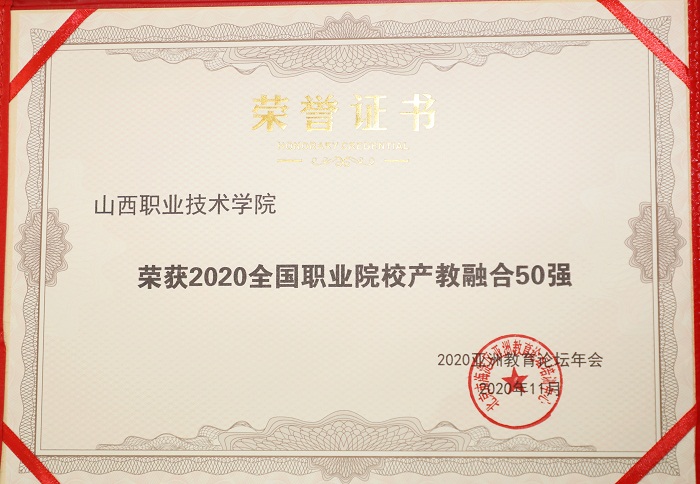 荣誉证书
山西职业技术学院
荣获2020全国职业院校产教融合50强
2020亚洲教育论坛年会
2020年11月